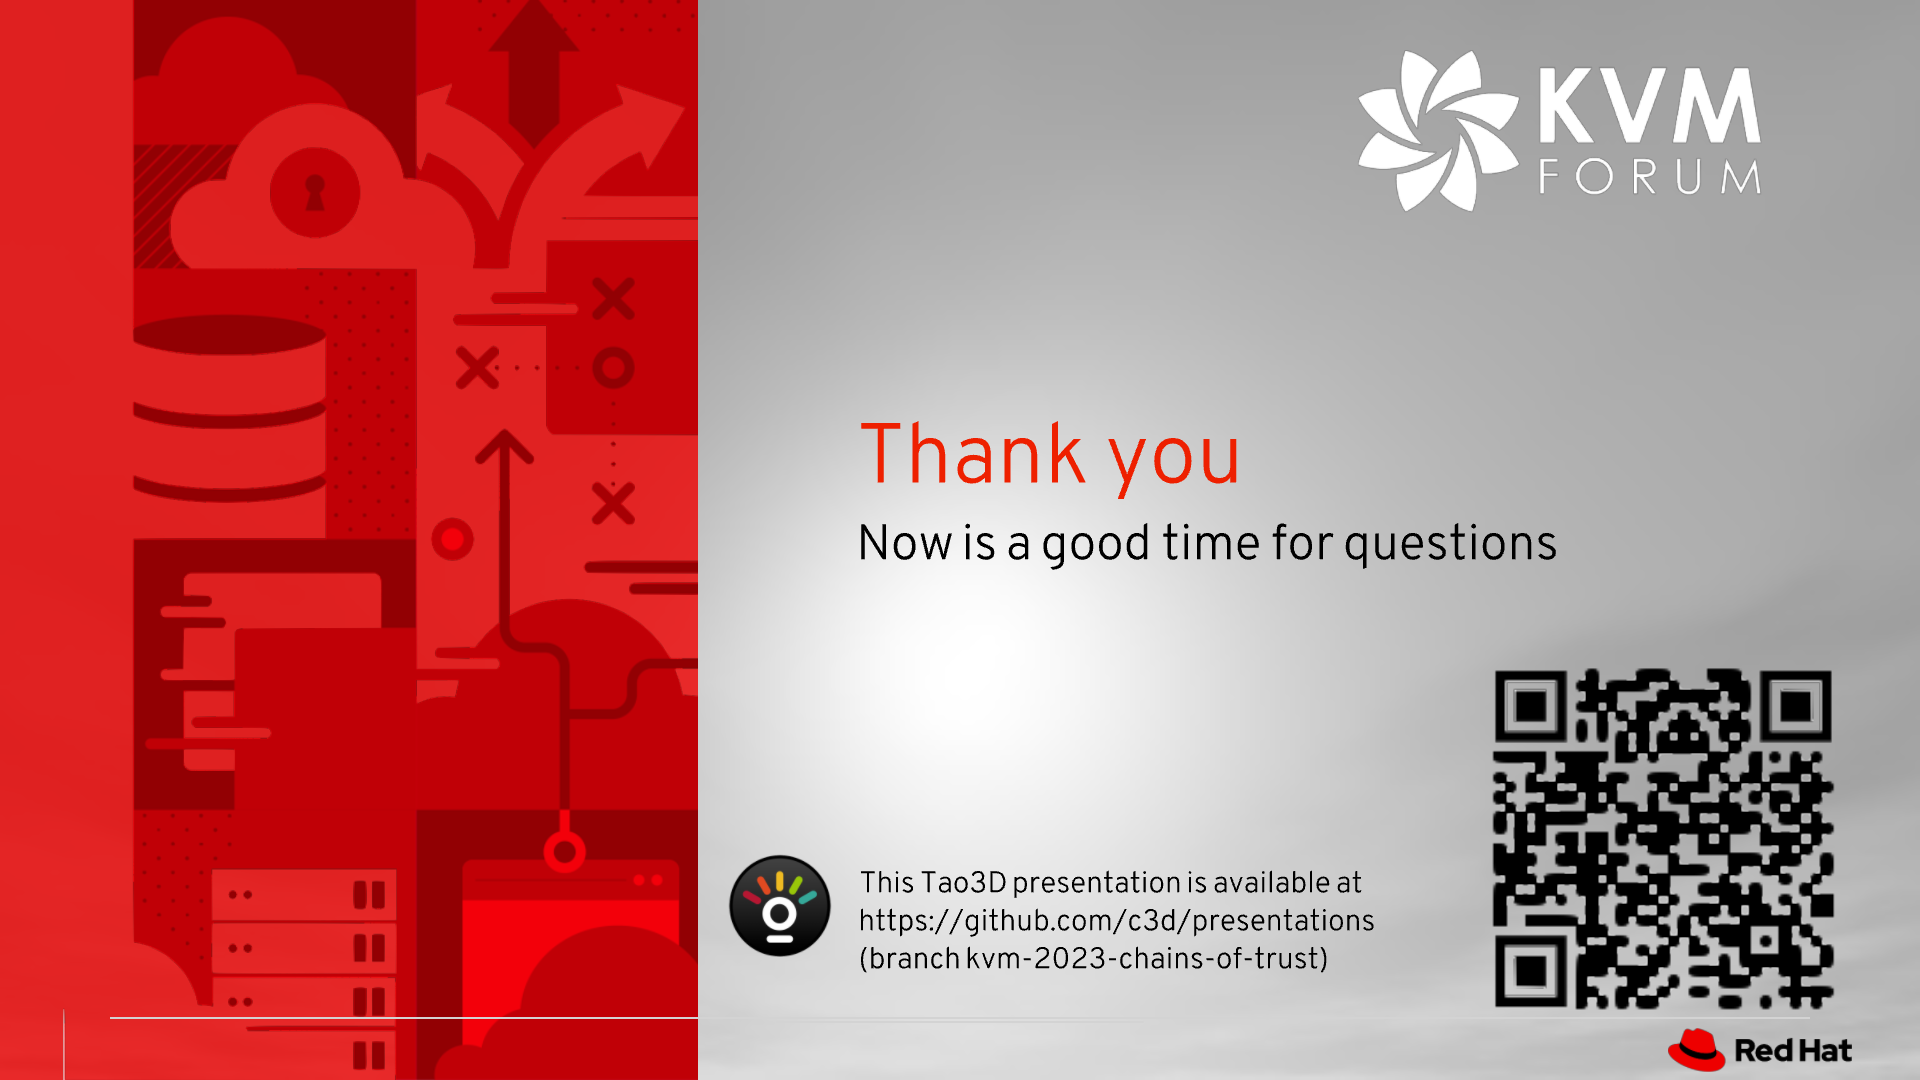 KVM
FORUM
Thank you
Now is a good time for questions
This Tao3D presentation is available at
https://github.com/c3d/presentations
(branch kvm-2023-chains-of-trust)
Red Hat